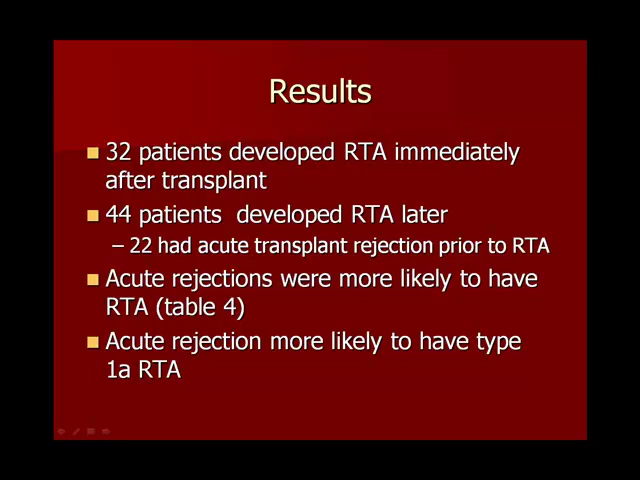 Results
32 patients developed RTA immediately
after transplant
44 patients developed RTA later
– 22 had acute transplant rejection prior to RTA
Acute rejections were more likely to have
RTA (table 4)
Acute rejection more likely to have type
1a RTA